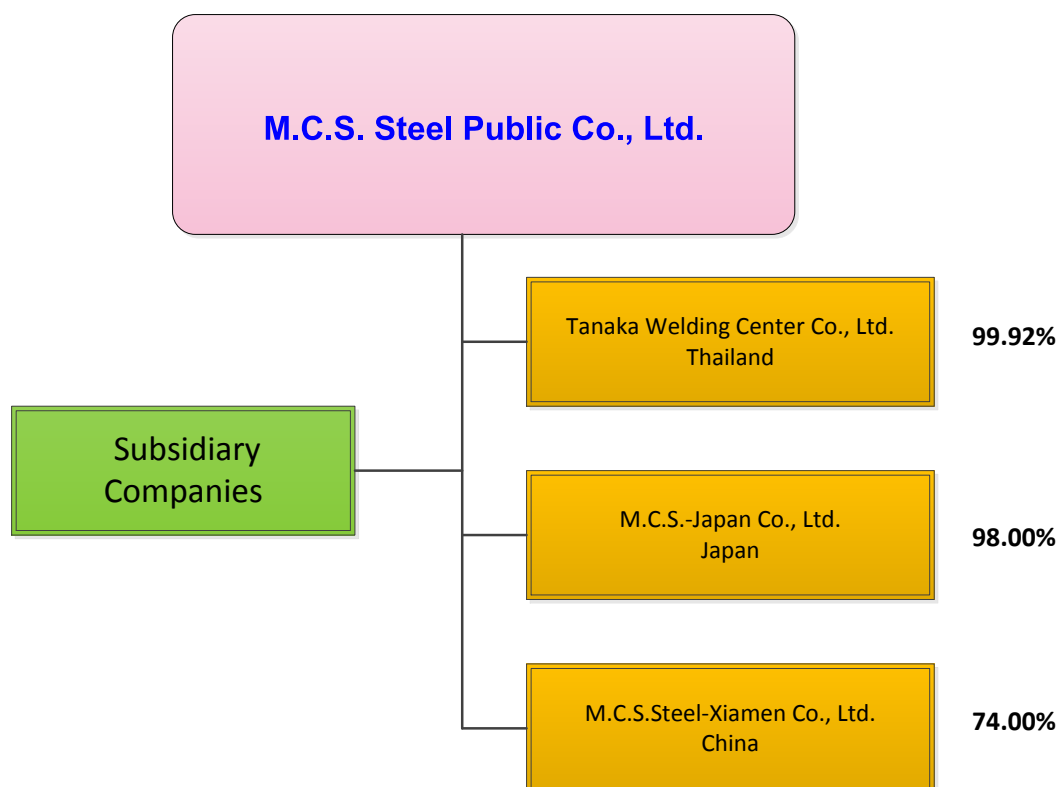 M.C.S. Steel Public Co., Ltd.
Tanaka Welding Center Co., Ltd.
Thailand
99.92%
Subsidiary
Companies
M.C.S.-Japan Co., Ltd.
Japan
98.00%
M.C.S.Steel-Xiamen Co., Ltd.
China
74.00%